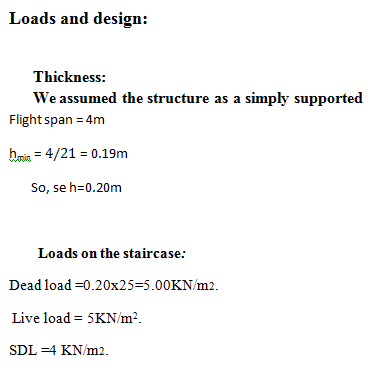 Loads and design:
Thickness:
We assumed the structure as a simply supported
Flight span = 4m
hmin = 4/21 = 0.19m
So, se h=0.20m
Loads on the staircase:
Dead load =0.20x25=5.00KN/m2.
Live load = 5KN/m².
SDL =4 KN/m2.